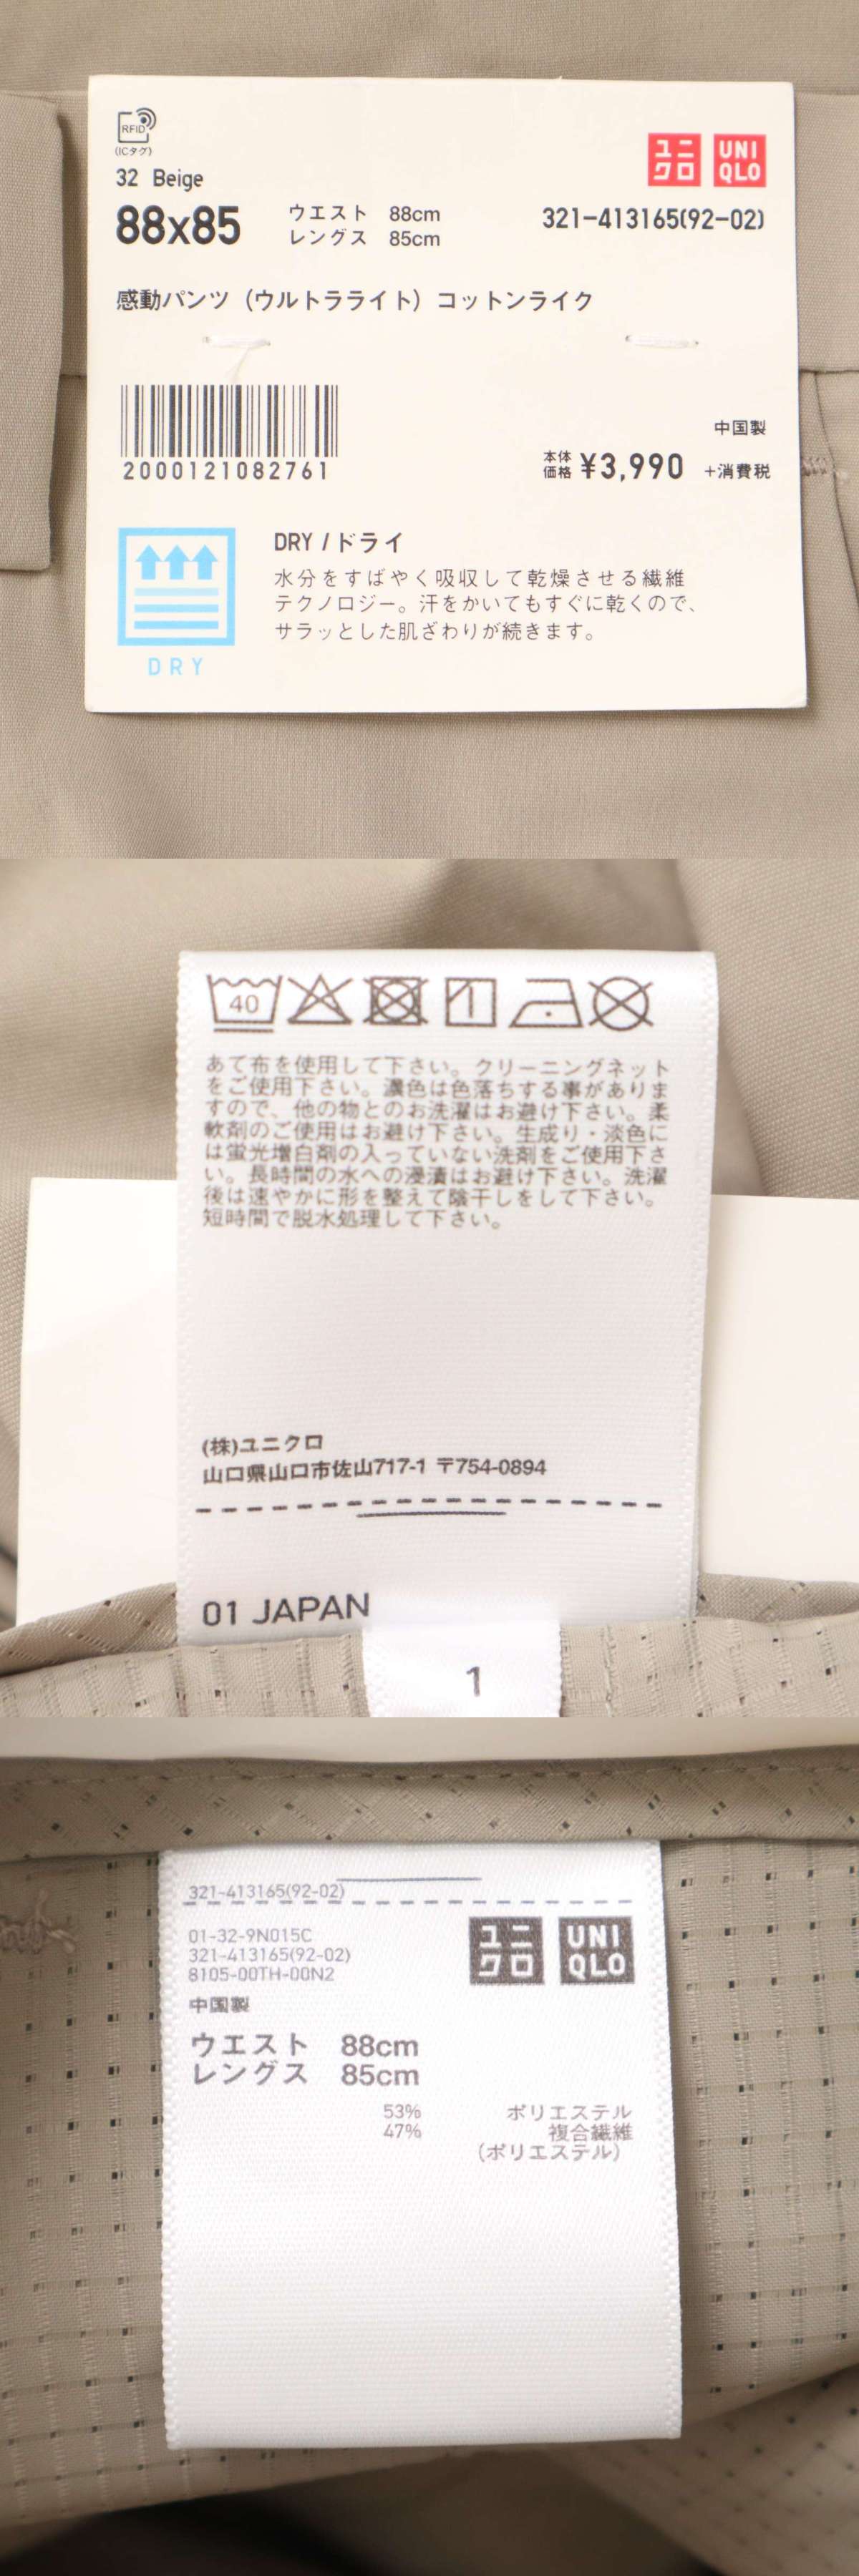 RFID
(ICタグ)
32 Beige
ユニクロ UNIQLO
88x85
ウエスト 88cm
レングス 85cm
321-413165(92-02)
感動パンツ（ウルトラライト）コットンライク
2000121082761
中国製
本体価格 ¥3,990 +消費税
DRY / ドライ
水分をすばやく吸収して乾燥させる繊維
テクノロジー。汗をかいてもすぐに乾くので、
サラッとした肌ざわりが続きます。
DRY
40
あて布を使用して下さい。クリーニングネット
をご使用下さい。濃色は色落ちする事がありま
すので、他の物とのお洗濯はお避け下さい。柔
軟剤のご使用はお避け下さい。生成り・淡色に
は蛍光増白剤の入っていない洗剤をご使用下さ
い。長時間の水への浸漬はお避け下さい。洗濯
後は速やかに形を整えて陰干しをして下さい。
短時間で脱水処理して下さい。
(株)ユニクロ
山口県山口市佐山717-1 〒754-0894
01 JAPAN
1
321-413165(92-02)
01-32-9N015C
321-413165(92-02)
8105-00TH-00N2
ユニクロ UNIQLO
中国製
ウエスト 88cm
レングス 85cm
53% ポリエステル
47% 複合繊維
(ポリエステル)